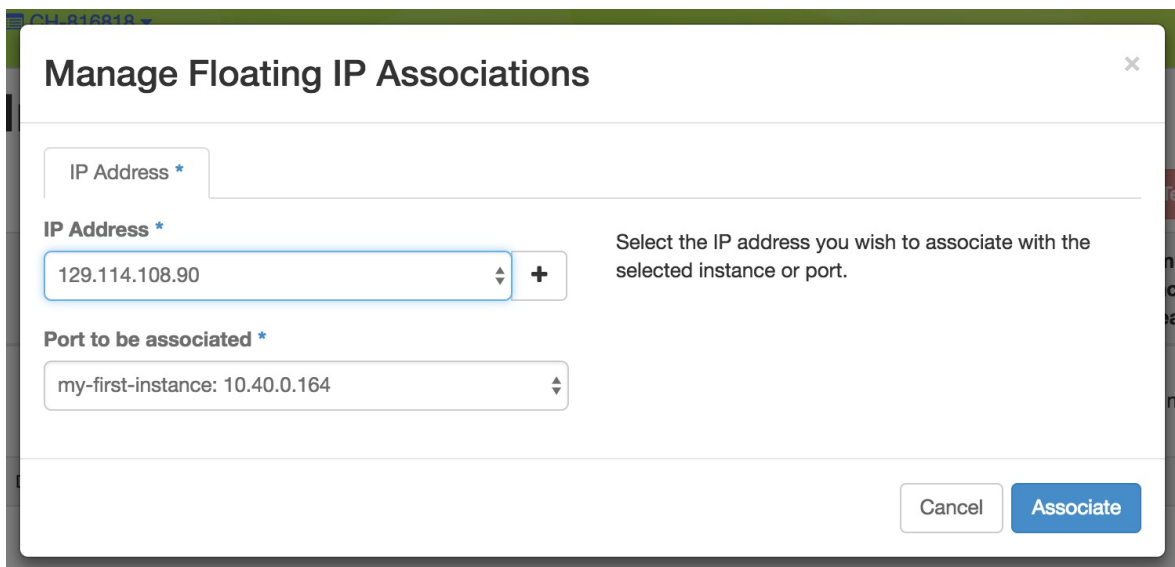 CH-816818
Manage Floating IP Associations
×
IP Address *
IP Address *
129.114.108.90
+
Select the IP address you wish to associate with the
selected instance or port.
Port to be associated *
my-first-instance: 10.40.0.164
Cancel
Associate